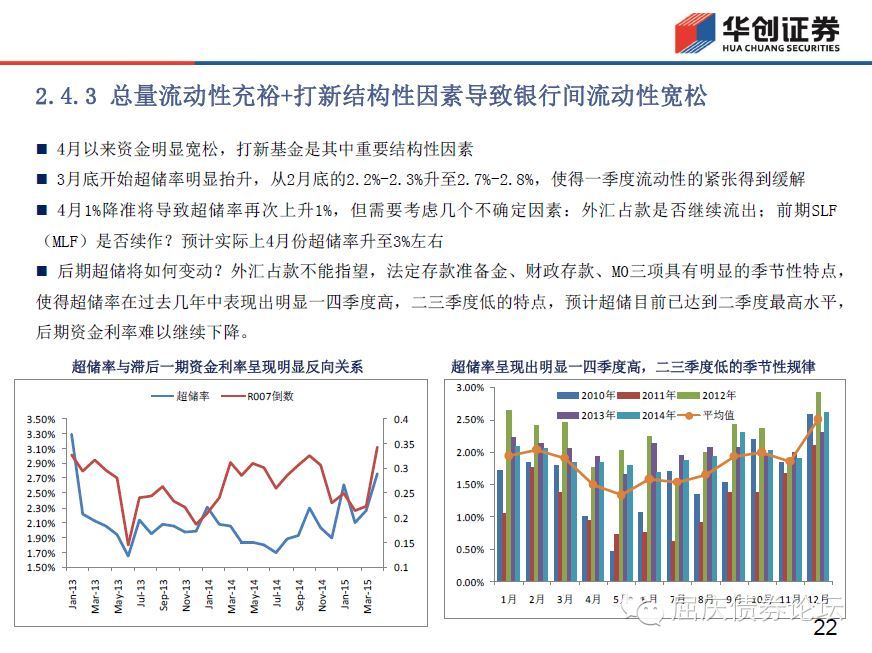 华创证券
HUA CHUANG SECURITIES
2.4.3 总量流动性充裕+打新结构性因素导致银行间流动性宽松
■ 4月以来资金明显宽松，打新基金是其中重要结构性因素
■ 3月底开始超储率明显抬升，从2月底的2.2%-2.3%升至2.7%-2.8%，使得一季度流动性的紧张得到缓解
■ 4月1%降准将导致超储率再次上升1%，但需要考虑几个不确定因素：外汇占款是否继续流出；前期SLF
（MLF）是否续作？预计实际上4月份超储率升至3%左右
■ 后期超储将如何变动？外汇占款不能指望，法定存款准备金、财政存款、M0三项具有明显的季节性特点，
使得超储率在过去几年中表现出明显一四季度高，二三季度低的特点，预计超储目前已达到二季度最高水平，
后期资金利率难以继续下降。
超储率与滞后一期资金利率呈现明显反向关系
超储率 R007倒数
3.50%
3.30%
3.10%
2.90%
2.70%
2.50%
2.30%
2.10%
1.90%
1.70%
1.50%
0.4
0.35
0.3
0.25
0.2
0.15
0.1
Jan-13 Mar-13 May-13 Jul-13 Sep-13 Nov-13 Jan-14 Mar-14 May-14 Jul-14 Sep-14 Nov-14 Jan-15 Mar-15
超储率呈现出明显一四季度高，二三季度低的季节性规律
2010年 2011年 2012年
2013年 2014年 平均值
3.00%
2.50%
2.00%
1.50%
1.00%
0.50%
0.00%
1月 2月 3月 4月 5月 6月 7月 8月 9月 10月 11月 12月
屈庆债券论坛
22